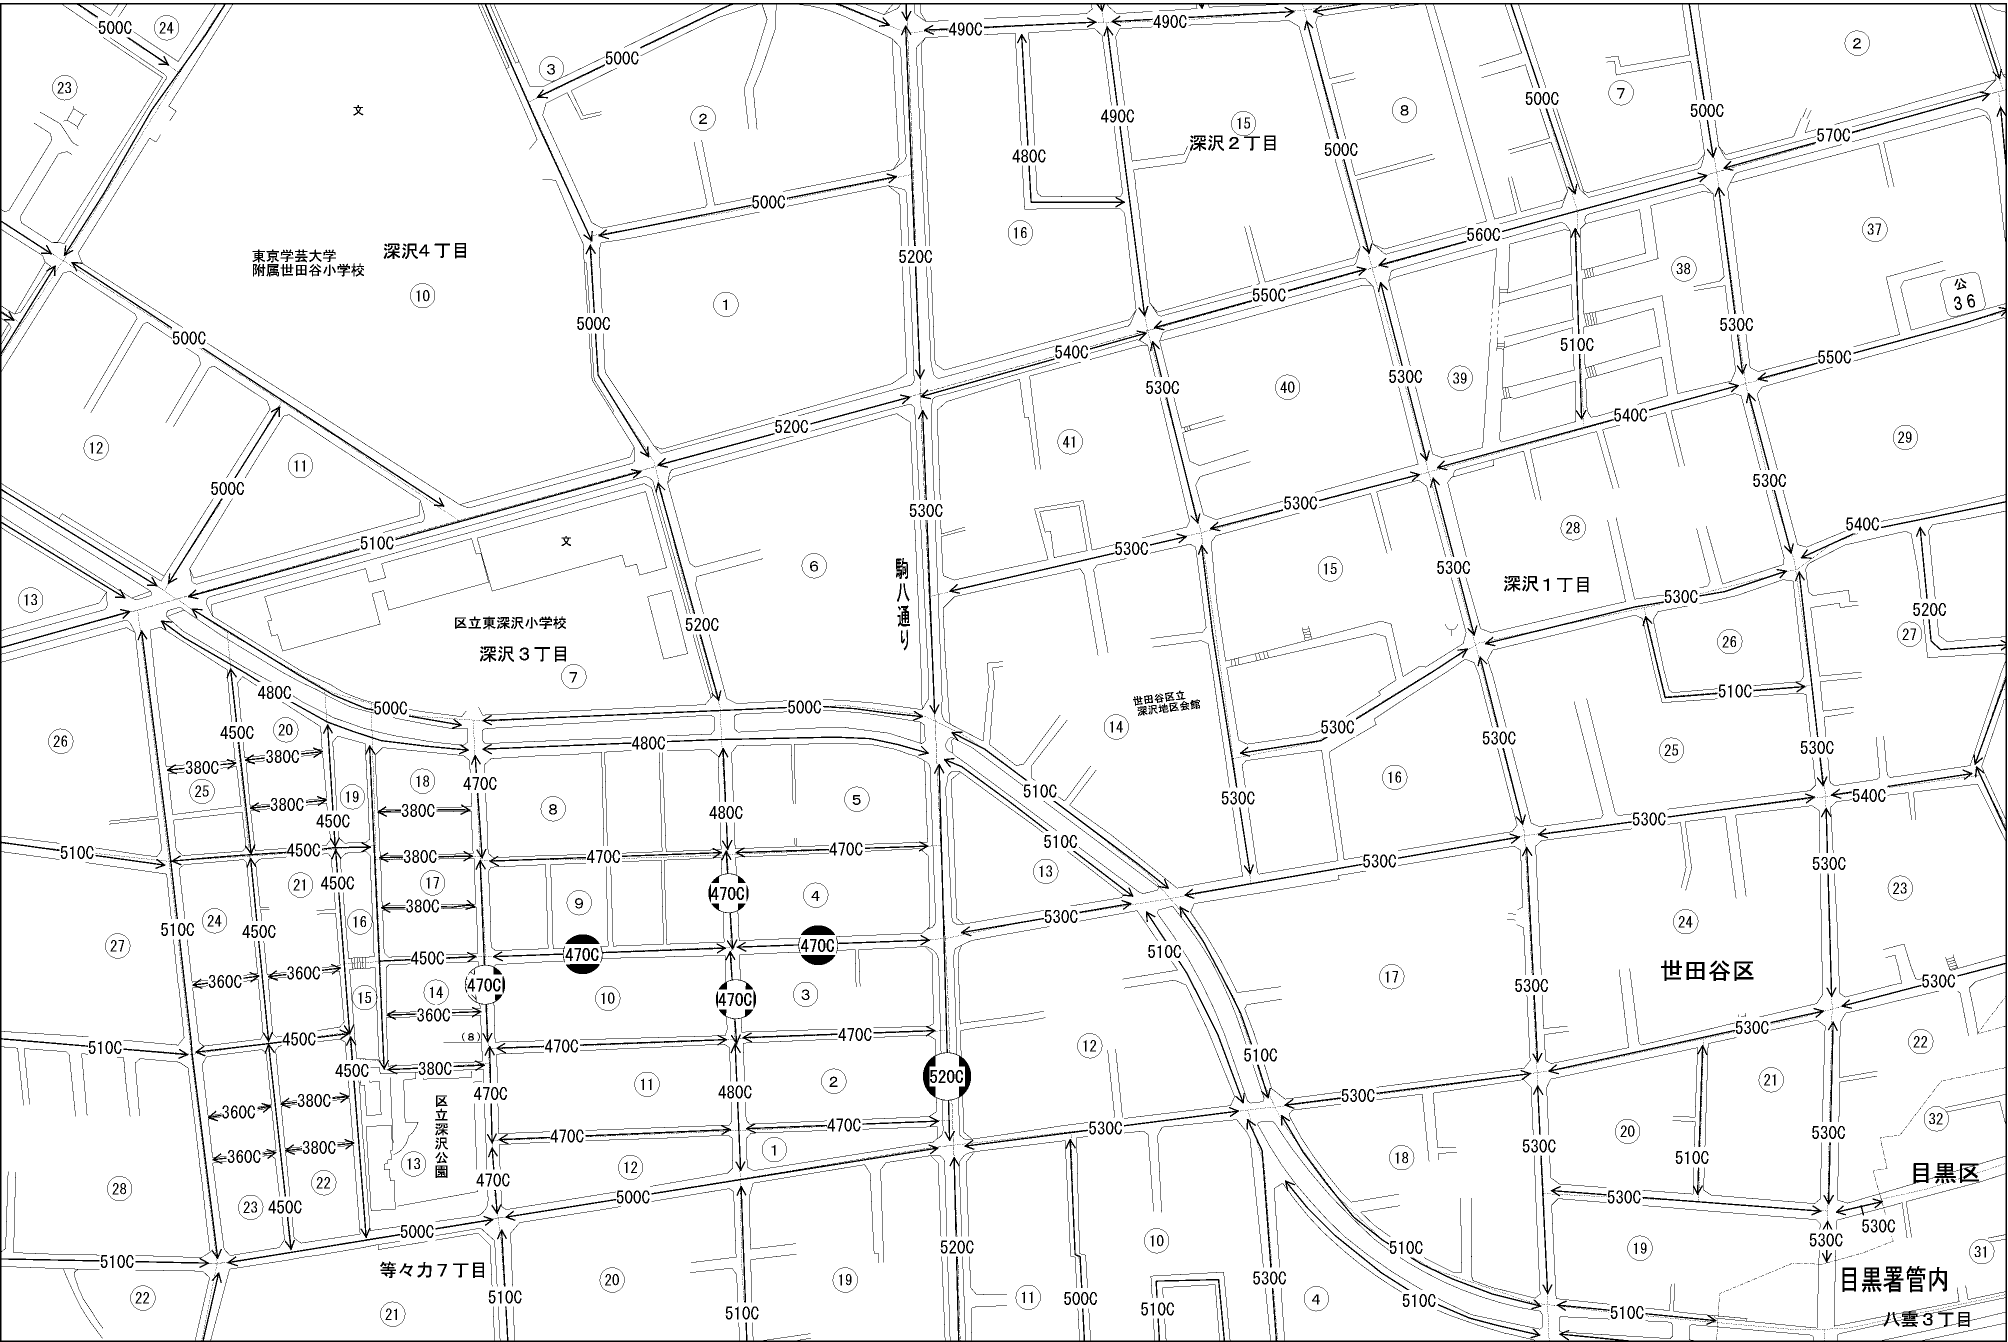 500C
24
490C
490C
2
500C
3
23
7
500C
500C
8
文
490C
2
15
570C
深沢２丁目
500C
480C
500C
37
16
560C
東京学芸大学
附属世田谷小学校
深沢４丁目
520C
38
公
36
10
550C
1
500C
530C
500C
510C
540C
550C
530C
530C
39
40
540C
520C
41
29
12
11
530C
500C
530C
530C
540C
28
510C
文
530C
6
15
530C
深沢１丁目
駒八通り
530C
13
520C
区立東深沢小学校
520C
深沢３丁目
26
27
7
480C
510C
世田谷区立
深沢地区会館
500C
500C
14
530C
20
450C
26
480C
530C
25
530C
380C
380C
18
470C
16
25
19
380C
380C
8
480C
5
510C
530C
540C
450C
530C
510C
450C
510C
380C
470C
470C
530C
530C
13
21
450C
17
470C
4
23
380C
9
24
16
530C
24
510C
450C
27
470C
470C
510C
450C
世田谷区
17
360C
360C
470C
530C
530C
15
14
10
470C
3
360C
530C
450C
（８）
470C
470C
510C
12
22
510C
450C
380C
520C
11
2
21
470C
480C
530C
360C
380C
区立深沢公園
32
470C
470C
530C
20
530C
530C
360C
380C
13
12
1
18
510C
目黒区
28
22
470C
500C
530C
23
450C
530C
500C
530C
510C
520C
10
510C
19
31
等々力７丁目
20
19
530C
目黒署管内
22
510C
510C
11
500C
510C
4
510C
510C
21
八雲３丁目